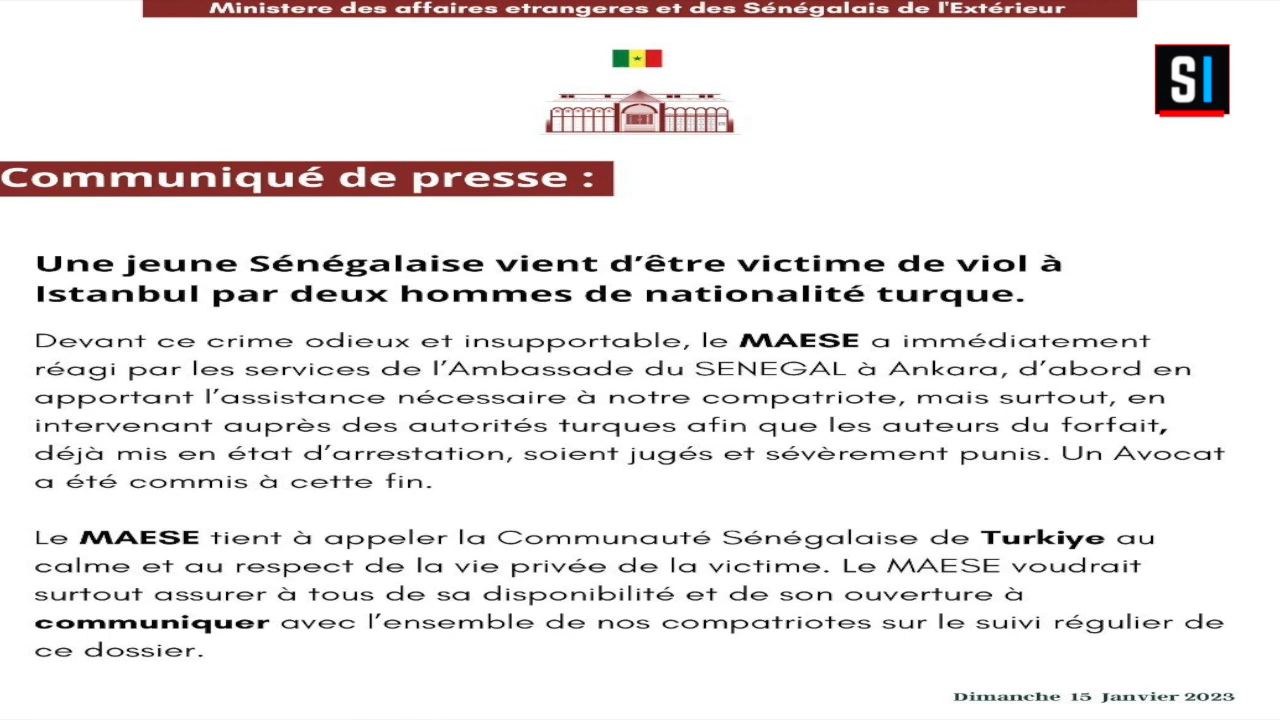 Ministere des affaires etrangeres et des Sénégalais de l'Extérieur
SI
Communiqué de presse :
Une jeune Sénégalaise vient d’être victime de viol à
Istanbul par deux hommes de nationalité turque.
Devant ce crime odieux et insupportable, le MAESE a immédiatement
réagi par les services de l’Ambassade du SENEGAL à Ankara, d’abord en
apportant l’assistance nécessaire à notre compatriote, mais surtout, en
intervenant auprès des autorités turques afin que les auteurs du forfait,
déjà mis en état d’arrestation, soient jugés et sévèrement punis. Un Avocat
a été commis à cette fin.
Le MAESE tient à appeler la Communauté Sénégalaise de Turkiye au
calme et au respect de la vie privée de la victime. Le MAESE voudrait
surtout assurer à tous de sa disponibilité et de son ouverture à
communiquer avec l’ensemble de nos compatriotes sur le suivi régulier de
ce dossier.
Dimanche 15 Janvier 2023